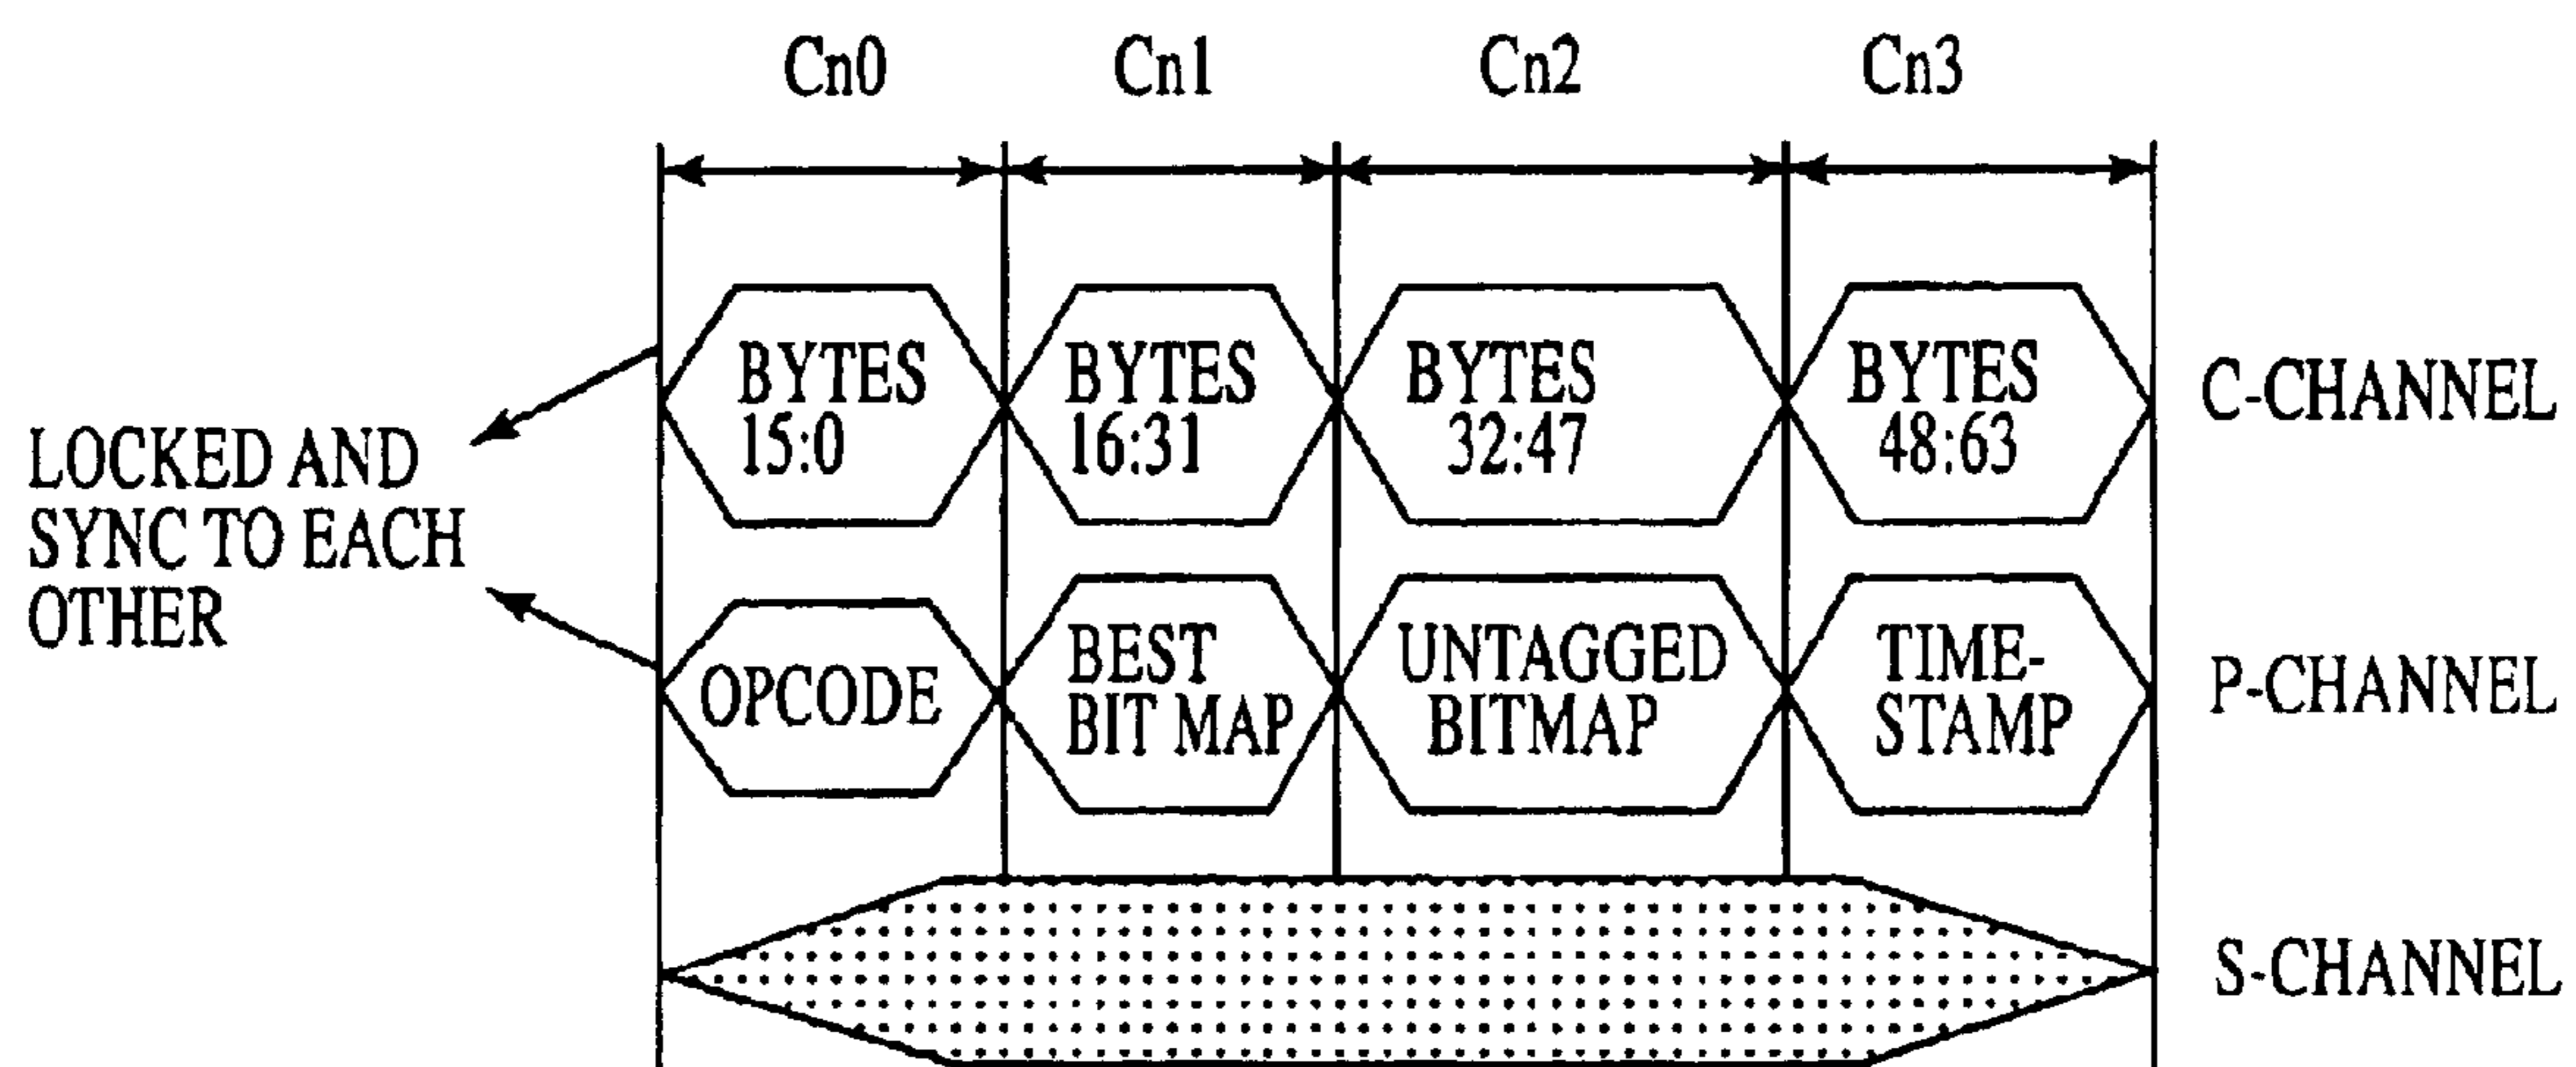 Cn0 Cn1 Cn2 Cn3
BYTES 15:0
BYTES 16:31
BYTES 32:47
BYTES 48:63
C-CHANNEL
LOCKED AND
SYNC TO EACH
OTHER
OPCODE
BEST
BIT MAP
UNTAGGED
BITMAP
TIME-
STAMP
P-CHANNEL
S-CHANNEL